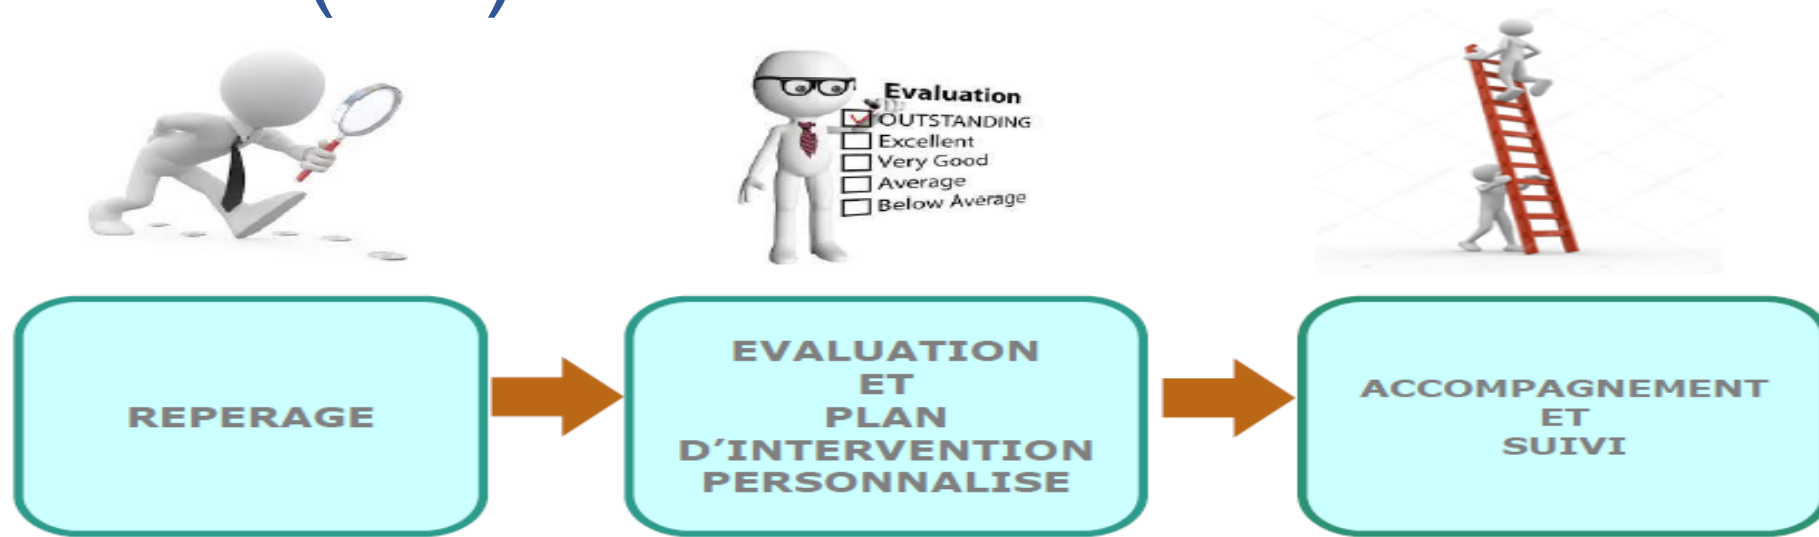 Evaluation
OUTSTANDING
Excellent
Very Good
Average
Below Average
REPERAGE
EVALUATION
ET
PLAN
D’INTERVENTION
PERSONNALISE
ACCOMPAGNEMENT
ET
SUIVI